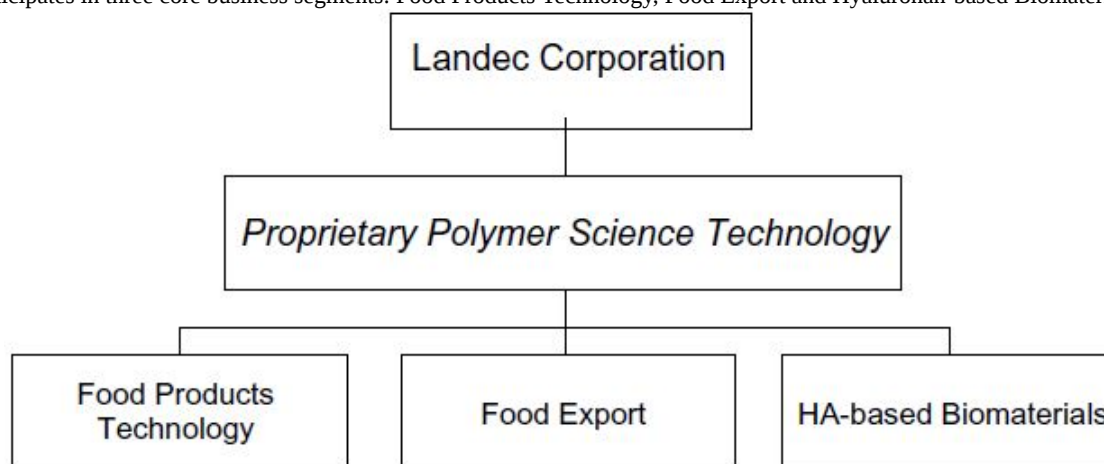 ticipates in three core business segments: Food Products Technology, Food Export and Hyaluronan-based Biomater
Landec Corporation
Proprietary Polymer Science Technology
Food Products
Technology
Food Export
HA-based Biomaterials